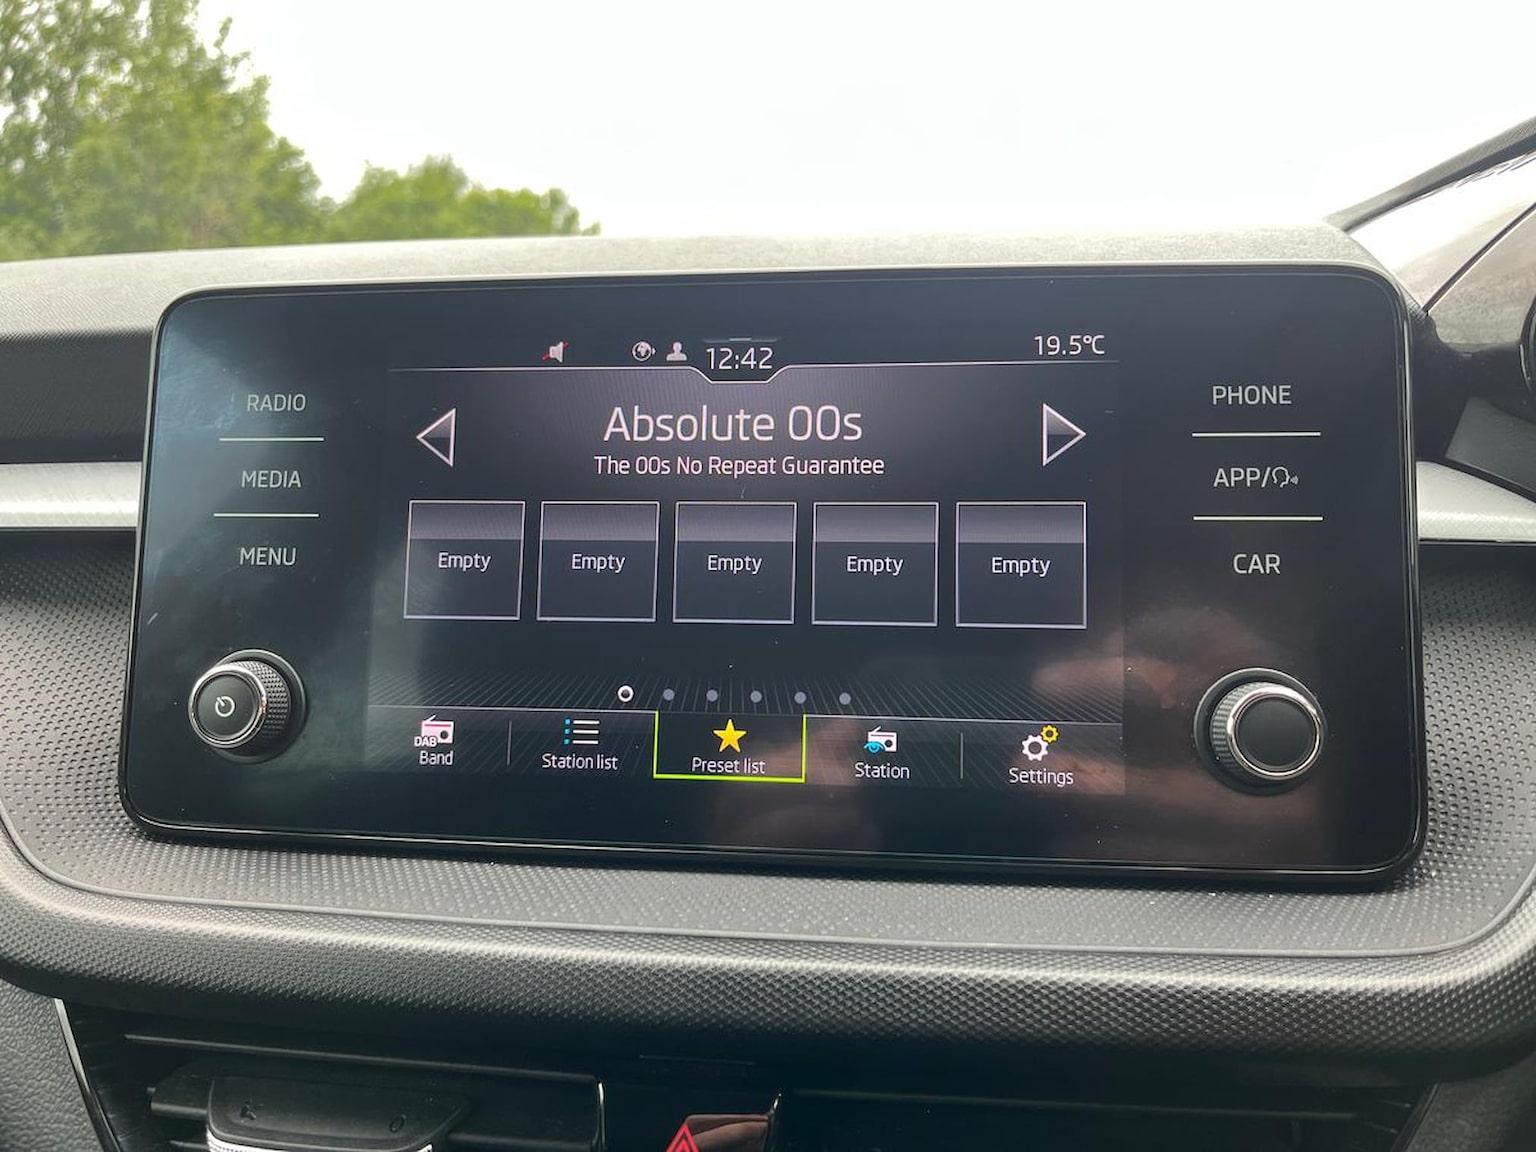 12:42
19.5°C
RADIO
MEDIA
MENU
Absolute 00s
The 00s No Repeat Guarantee
Empty Empty Empty Empty Empty
DAB
Band
Station list
Preset list
Station
Settings
PHONE
APP/
CAR